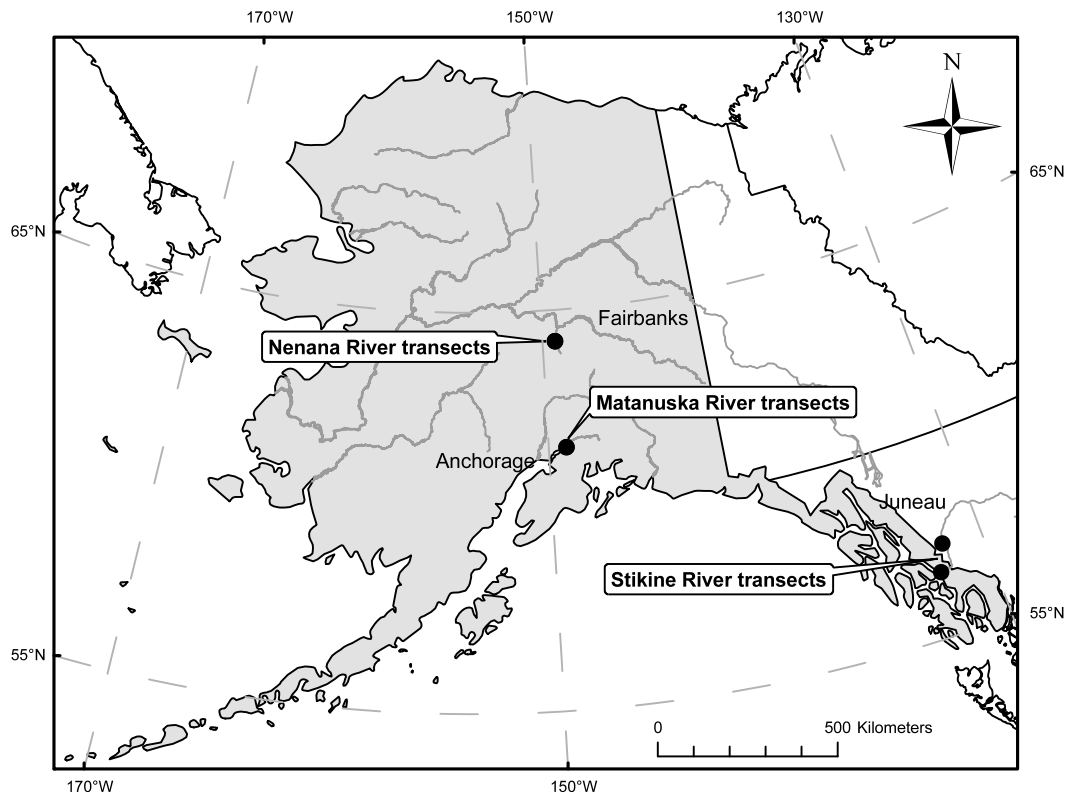 170°W 150°W 130°W
N
65°N
65°N
Fairbanks
Nenana River transects
Matanuska River transects
Anchorage
Juneau
Stikine River transects
55°N
55°N
0 500 Kilometers
170°W 150°W